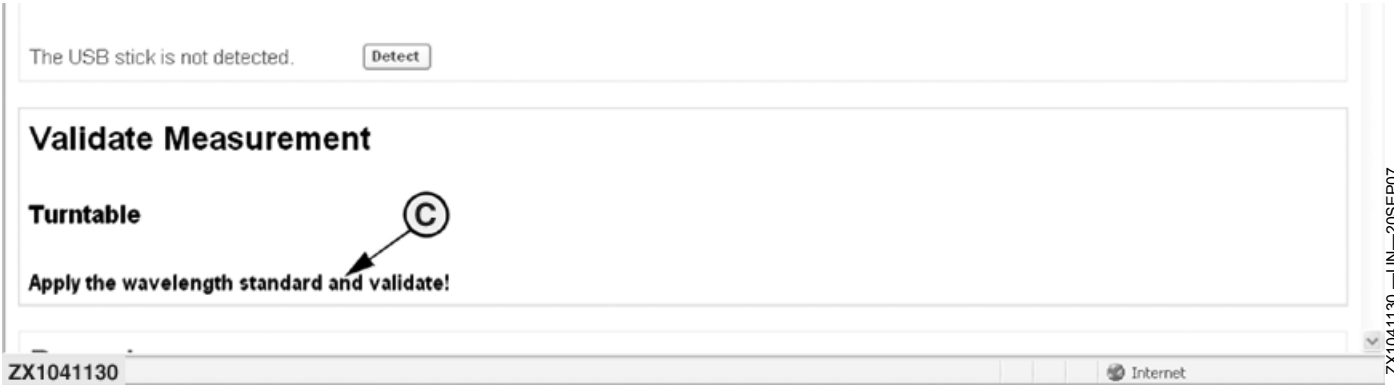 The USB stick is not detected. Detect
Validate Measurement
Turntable
C
Apply the wavelength standard and validate!
ZX1041130
Internet
ZX1041130 —UN—20SEP07